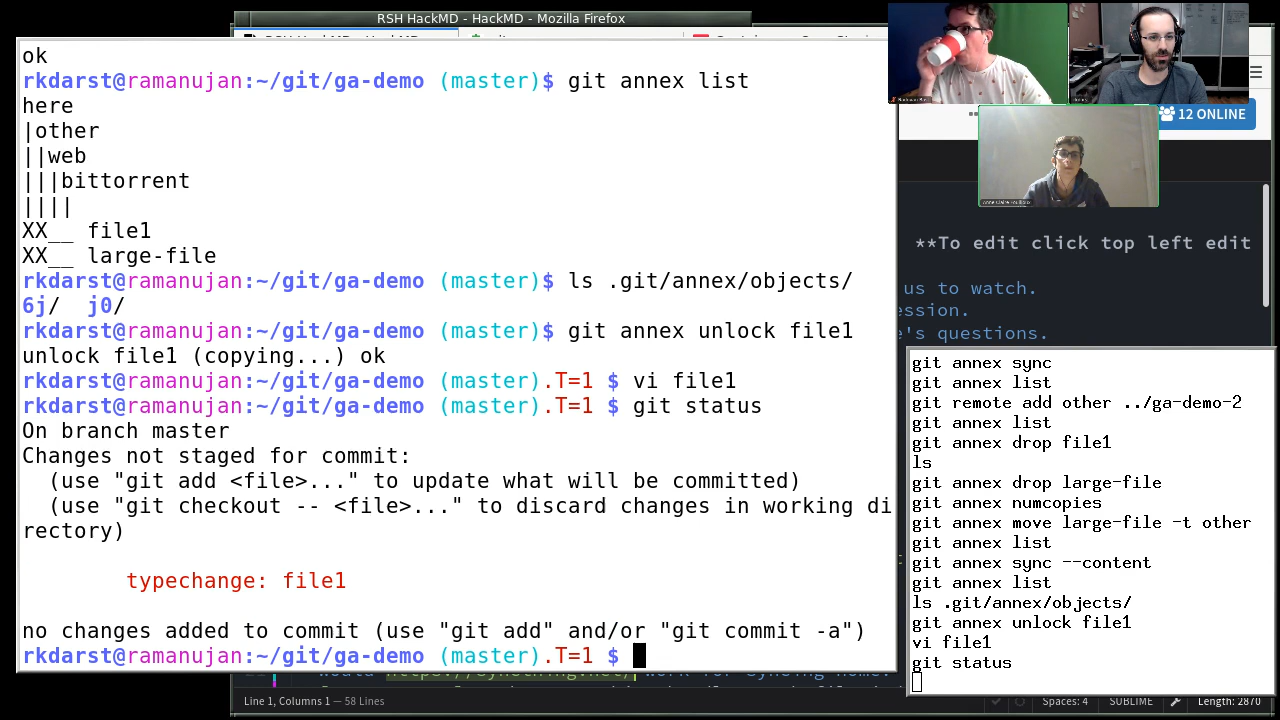 RSH HackMD - HackMD - Mozilla Firefox
ok
rkdarst@ramanujan:~/git/ga-demo (master)$ git annex list
here
|other
||web
|||bittorrent
||||
XX__ file1
XX__ large-file
rkdarst@ramanujan:~/git/ga-demo (master)$ ls .git/annex/objects/
6j/  j0/
rkdarst@ramanujan:~/git/ga-demo (master)$ git annex unlock file1
unlock file1 (copying...) ok
rkdarst@ramanujan:~/git/ga-demo (master).T=1 $ vi file1
rkdarst@ramanujan:~/git/ga-demo (master).T=1 $ git status
On branch master
Changes not staged for commit:
  (use "git add <file>..." to update what will be committed)
  (use "git checkout -- <file>..." to discard changes in working di
rectory)
        typechange: file1
no changes added to commit (use "git add" and/or "git commit -a")
rkdarst@ramanujan:~/git/ga-demo (master).T=1 $
12 ONLINE
**To edit click top left edit
us to watch.
ession.
e's questions.
git annex sync
git annex list
git remote add other ../ga-demo-2
git annex list
git annex drop file1
ls
git annex drop large-file
git annex numcopies
git annex move large-file -t other
git annex list
git annex sync --content
git annex list
ls .git/annex/objects/
git annex unlock file1
vi file1
git status
Line 1, Columns 1 — 58 Lines
Spaces: 4
SUBLIME
Length: 2870